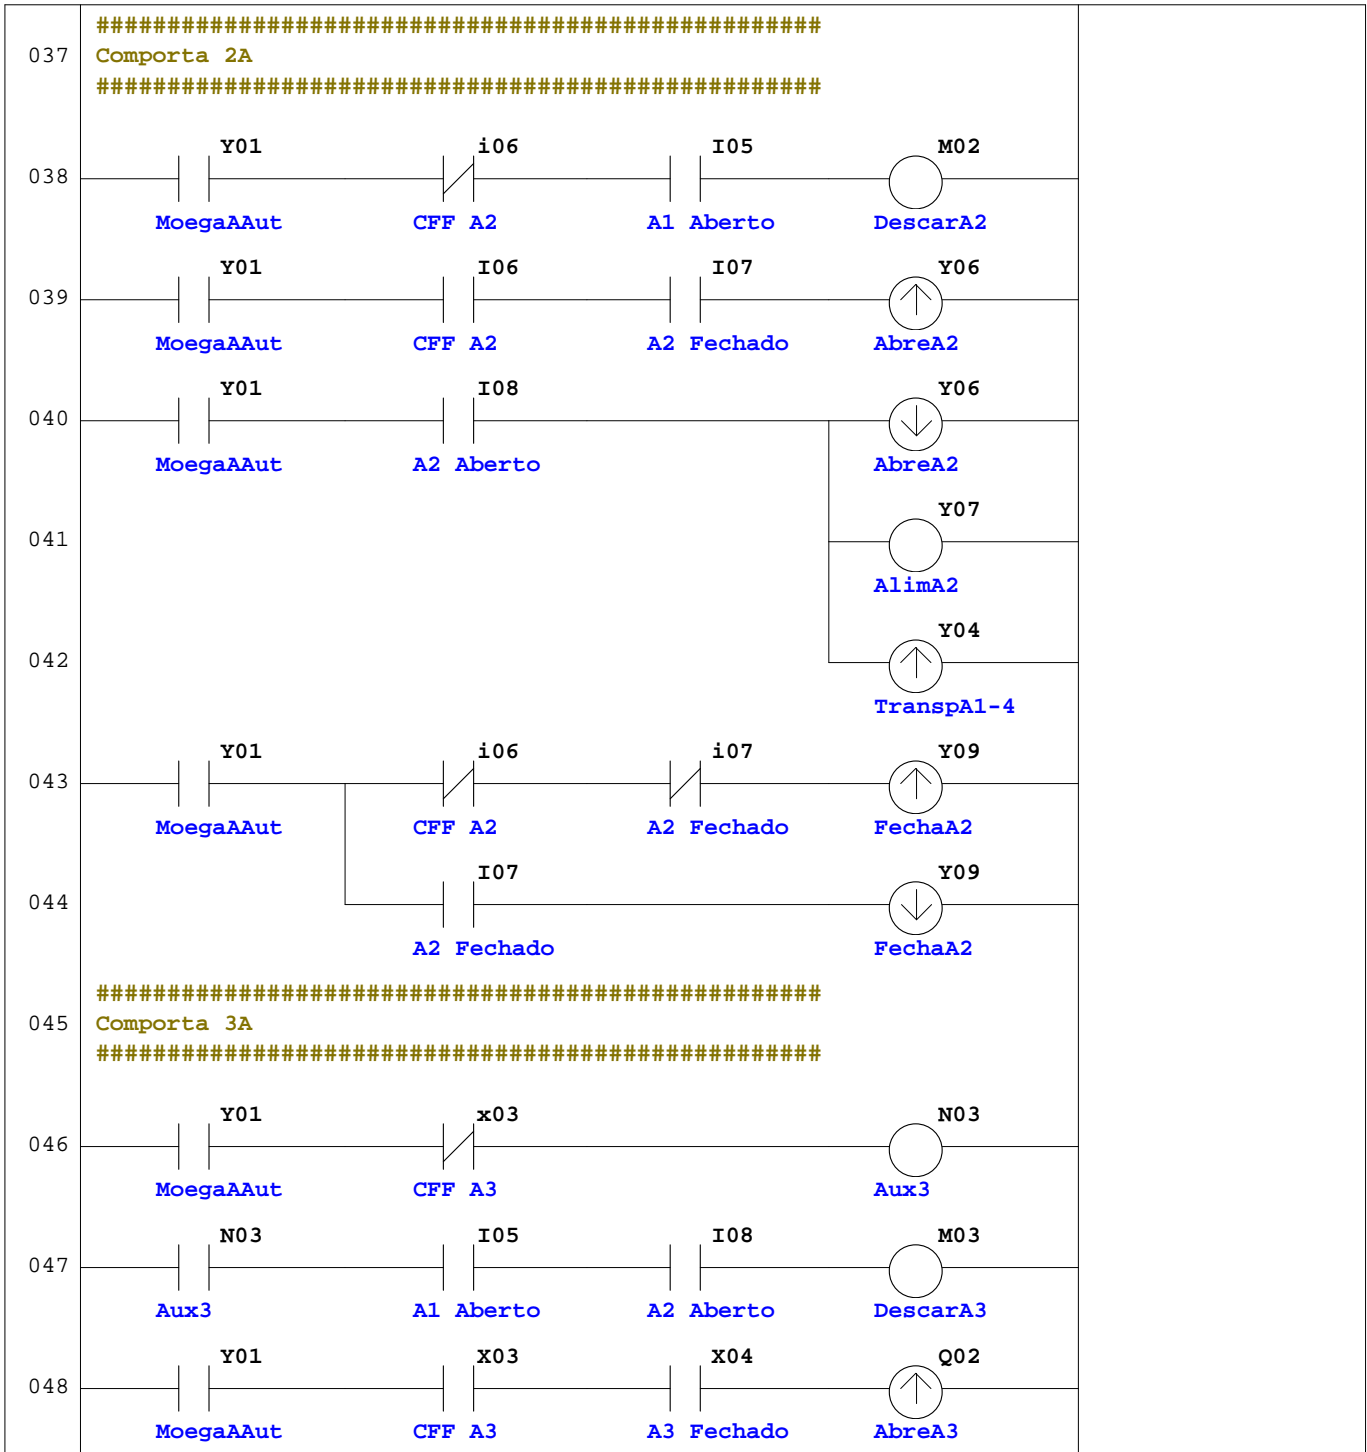 ###################################################
037 Comporta 2A
###################################################
Y01 i06 I05 M02
038
MoegaAAut CFF A2 A1 Aberto DescarA2
Y01 I06 I07 Y06
039
MoegaAAut CFF A2 A2 Fechado AbreA2
Y01 I08 Y06
040
MoegaAAut A2 Aberto AbreA2
Y07
041
AlimA2
Y04
042
TranspA1-4
Y01 i06 i07 Y09
043
MoegaAAut CFF A2 A2 Fechado FechaA2
I07 Y09
044
A2 Fechado FechaA2
###################################################
045 Comporta 3A
###################################################
Y01 x03 N03
046
MoegaAAut CFF A3 Aux3
N03 I05 I08 M03
047
Aux3 A1 Aberto A2 Aberto DescarA3
Y01 X03 X04 Q02
048
MoegaAAut CFF A3 A3 Fechado AbreA3